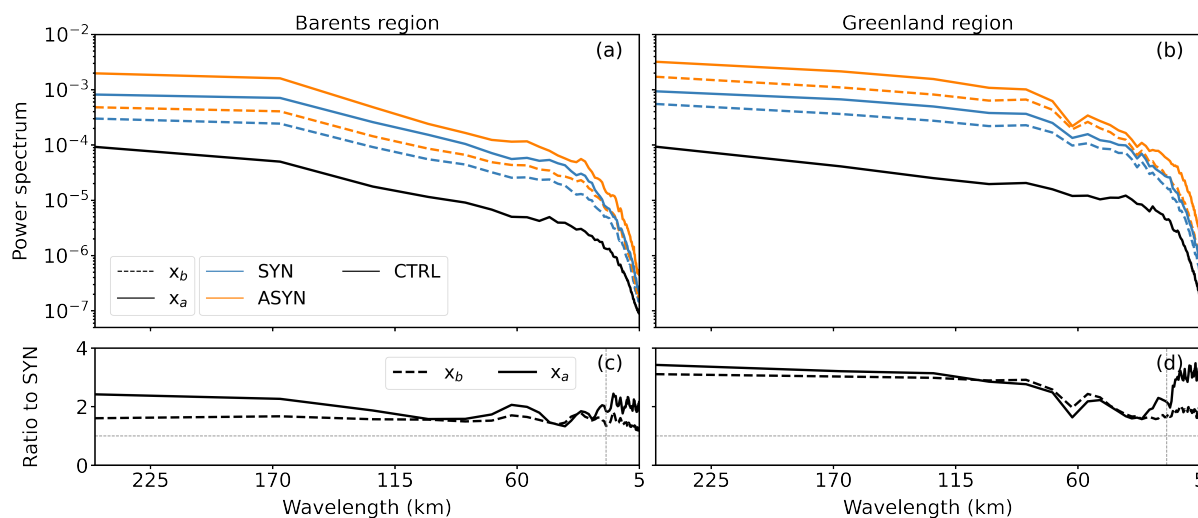 Barents region
Greenland region
Power spectrum
10⁻²
10⁻³
10⁻⁴
10⁻⁵
10⁻⁶
10⁻⁷
(a)
(b)
x_b
x_a
SYN
ASYN
CTRL
Ratio to SYN
4
2
0
(c)
(d)
x_b
x_a
225
170
115
60
5
225
170
115
60
5
Wavelength (km)
Wavelength (km)